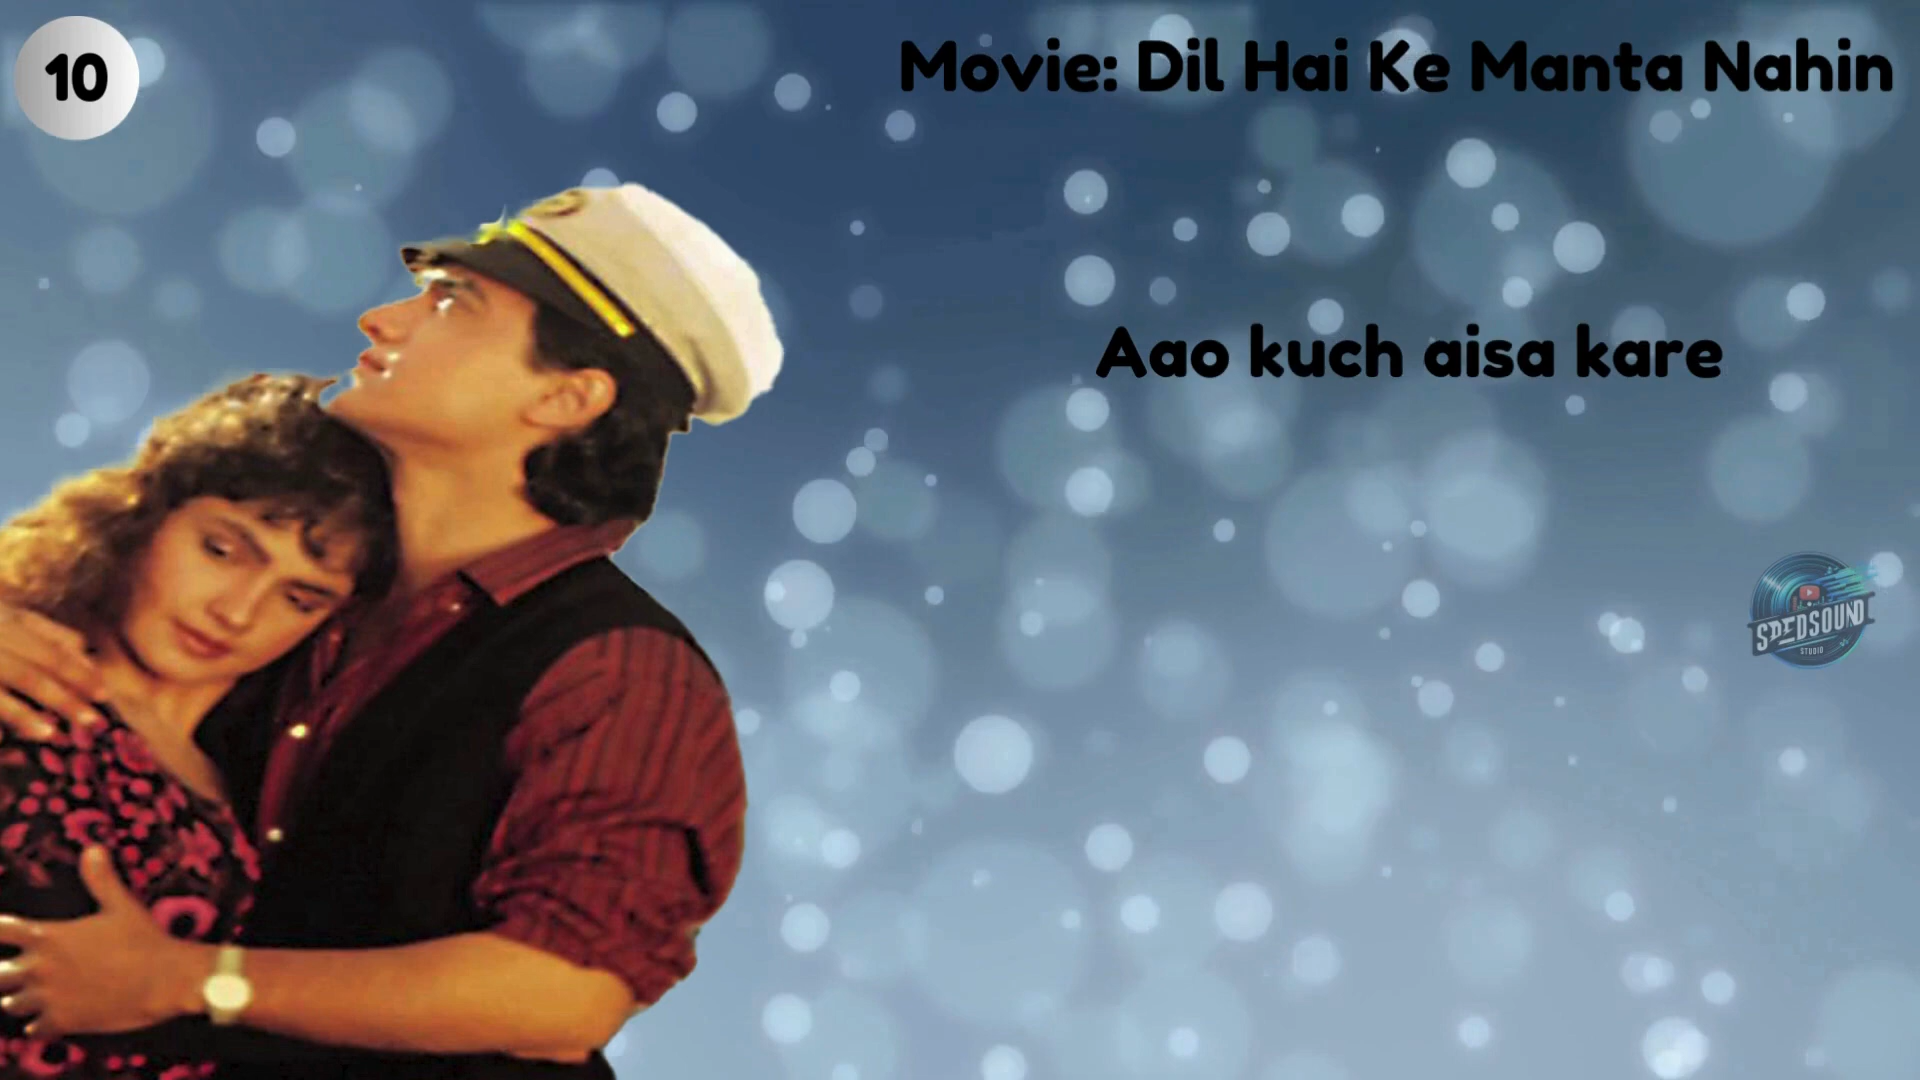 10
Movie: Dil Hai Ke Manta Nahin
Aao kuch aisa kare
SPEDSOUND
STUDIO